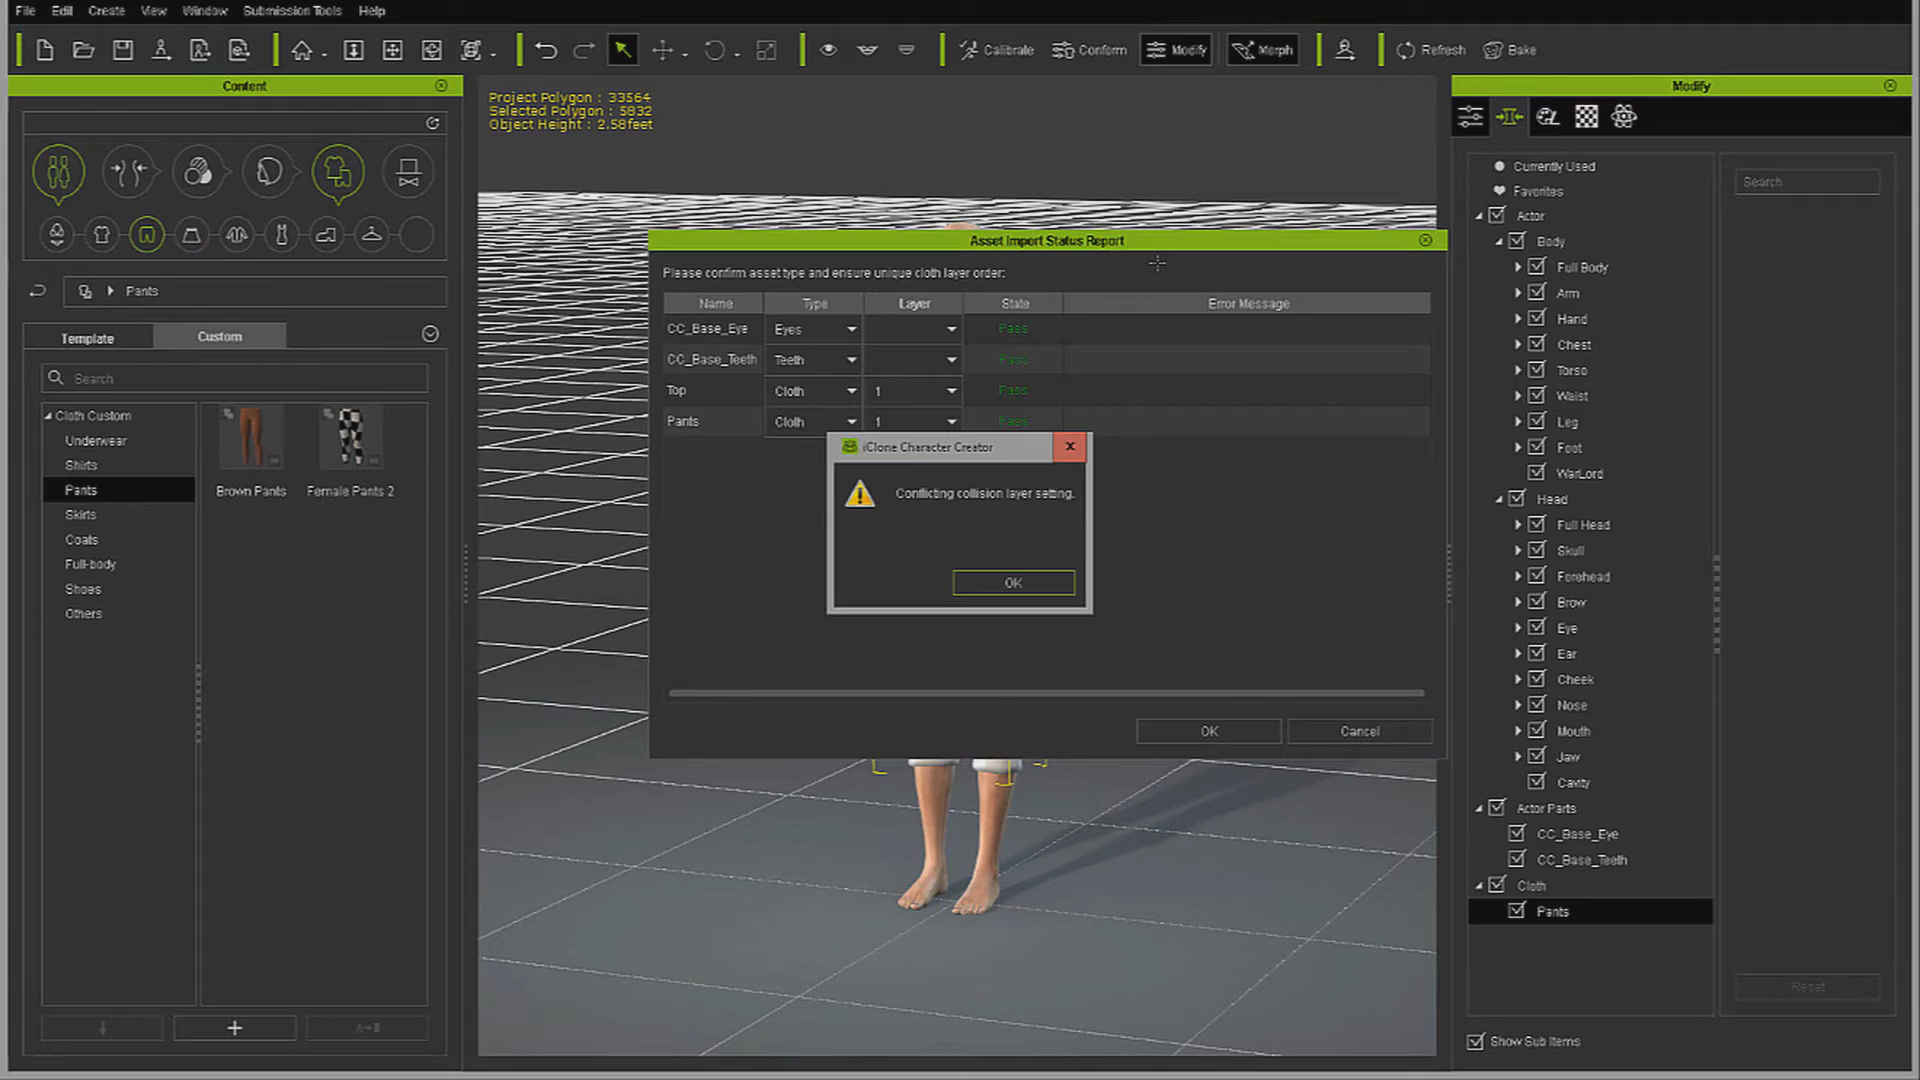 File Edit Create View Window Submission Tools Help
Calibrate Conform Modify Morph Refresh Bake
Content
Pants
Template Custom
Search
Cloth Custom
Underwear
Shirts
Pants
Skirts
Coats
Full-body
Shoes
Others
Brown Pants Female Pants 2
Project Polygon : 33564
Selected Polygon : 5832
Object Height : 2.58feet
Asset Import Status Report
Please confirm asset type and ensure unique cloth layer order:
Name Type Layer State Error Message
CC_Base_Eye Eyes Pass
CC_Base_Teeth Teeth Pass
Top Cloth 1 Pass
Pants Cloth 1 Pass
iClone Character Creator
Conflicting collision layer setting.
OK
OK Cancel
Modify
Currently Used
Favorites
Actor
Body
Full Body
Arm
Hand
Chest
Torso
Waist
Leg
Foot
WarLord
Head
Full Head
Skull
Forehead
Brow
Eye
Ear
Cheek
Nose
Mouth
Jaw
Cavity
Actor Parts
CC_Base_Eye
CC_Base_Teeth
Cloth
Pants
Show Sub Items
Search
Reset